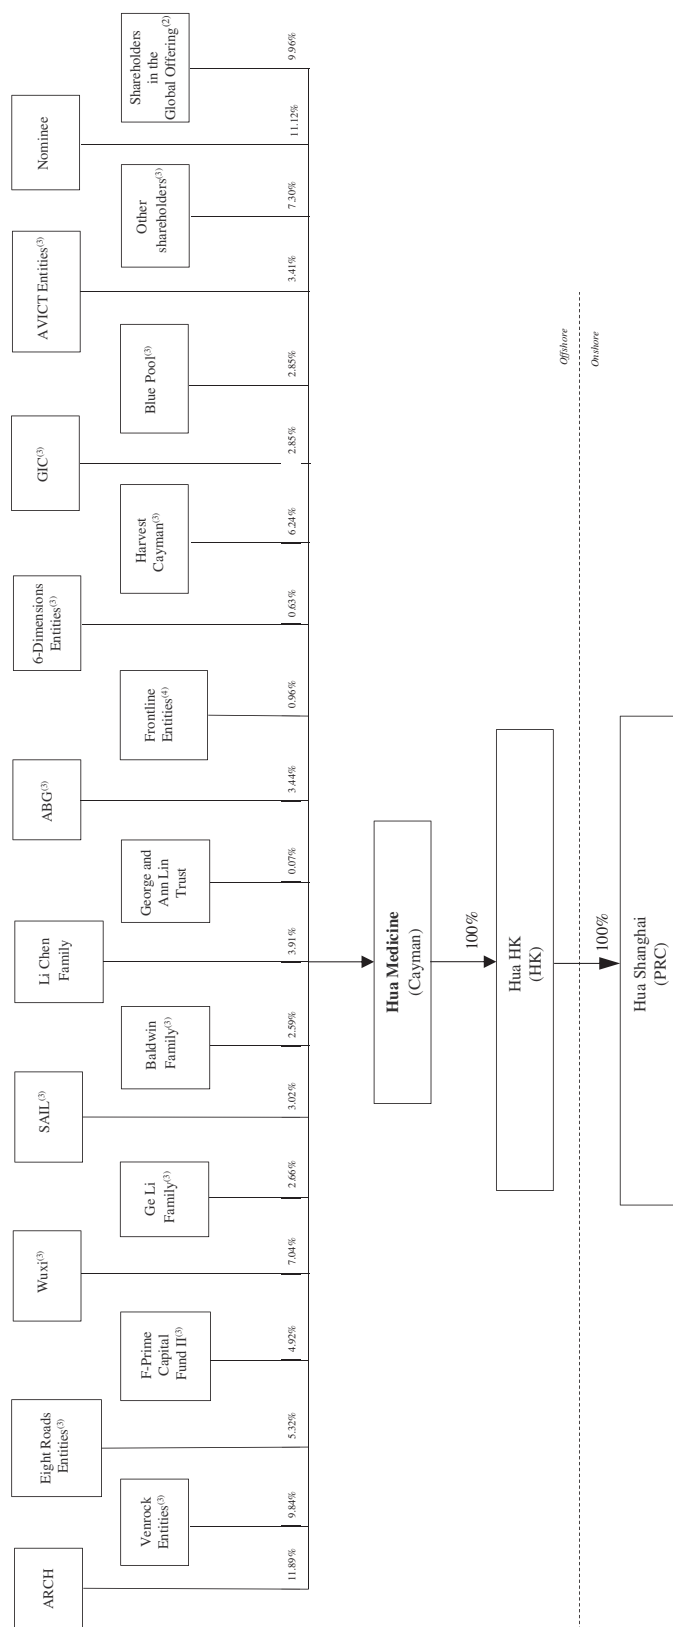 ARCH
Eight Roads
Entities(3)
Wuxi(3)
SAIL(3)
Li Chen
Family
ABG(3)
6-Dimensions
Entities(3)
GIC(3)
AVICT Entities(3)
Nominee
Venrock
Entities(3)
F-Prime
Capital
Fund II(3)
Ge Li
Family(3)
Baldwin
Family(3)
George and
Ann Lin
Trust
Frontline
Entities(4)
Harvest
Cayman(3)
Blue Pool(3)
Other
shareholders(3)
Shareholders
in the
Global Offering(2)
11.89%
9.84%
5.32%
4.92%
7.04%
2.66%
3.02%
2.59%
3.91%
0.07%
3.44%
0.96%
0.63%
6.24%
2.85%
2.85%
3.41%
7.30%
11.12%
9.96%
Hua Medicine
(Cayman)
100%
Hua HK
(HK)
Offshore
Onshore
100%
Hua Shanghai
(PRC)